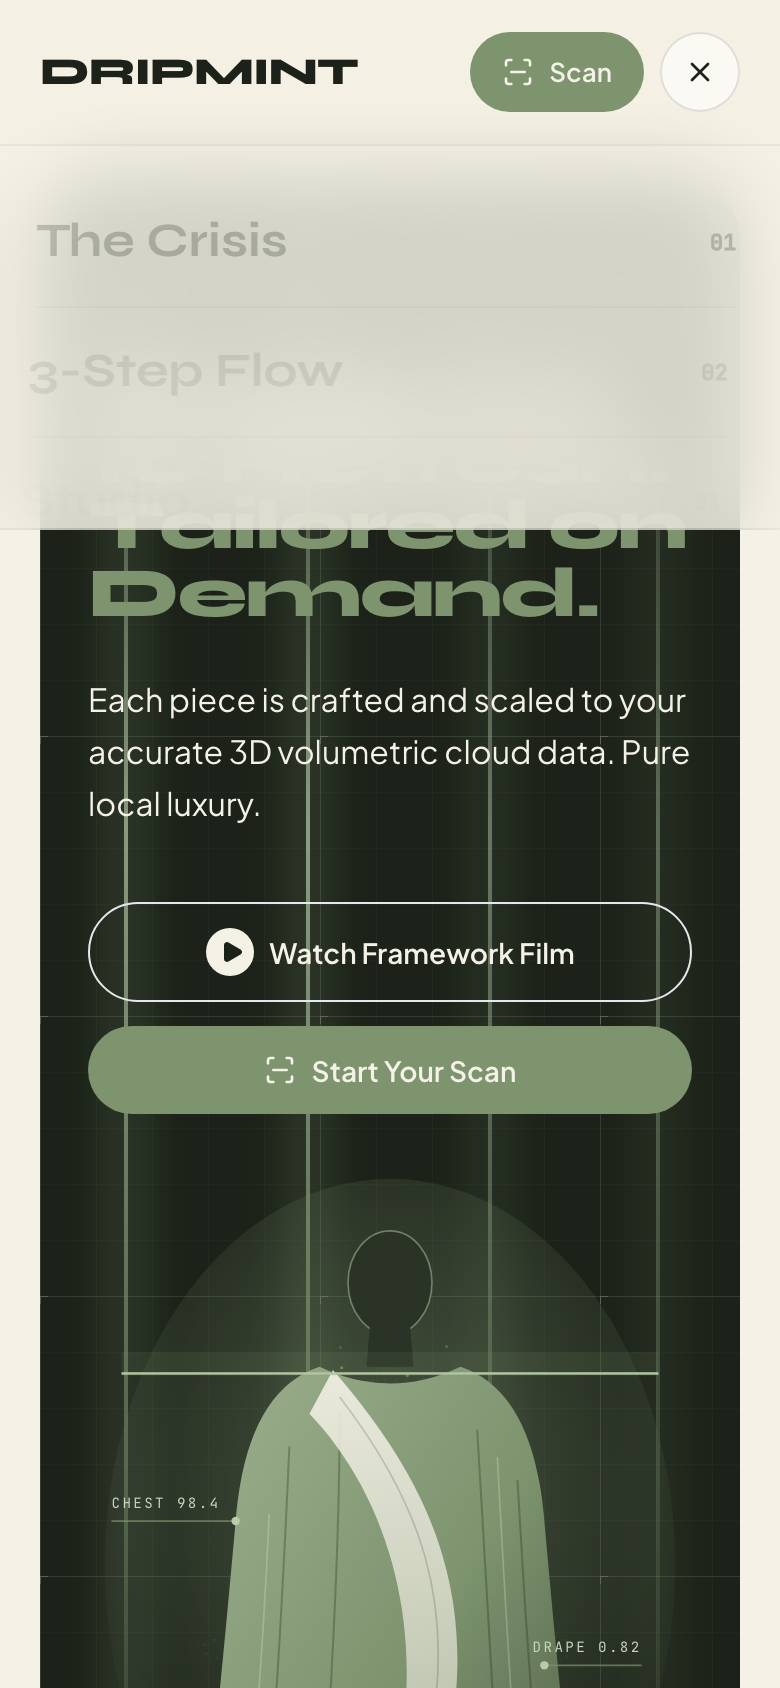 DRIPMINT
Scan
The Crisis 01
3-Step Flow 02
Tailored on
Demand.
Each piece is crafted and scaled to your
accurate 3D volumetric cloud data. Pure
local luxury.
Watch Framework Film
Start Your Scan
CHEST 98.4
DRAPE 0.82